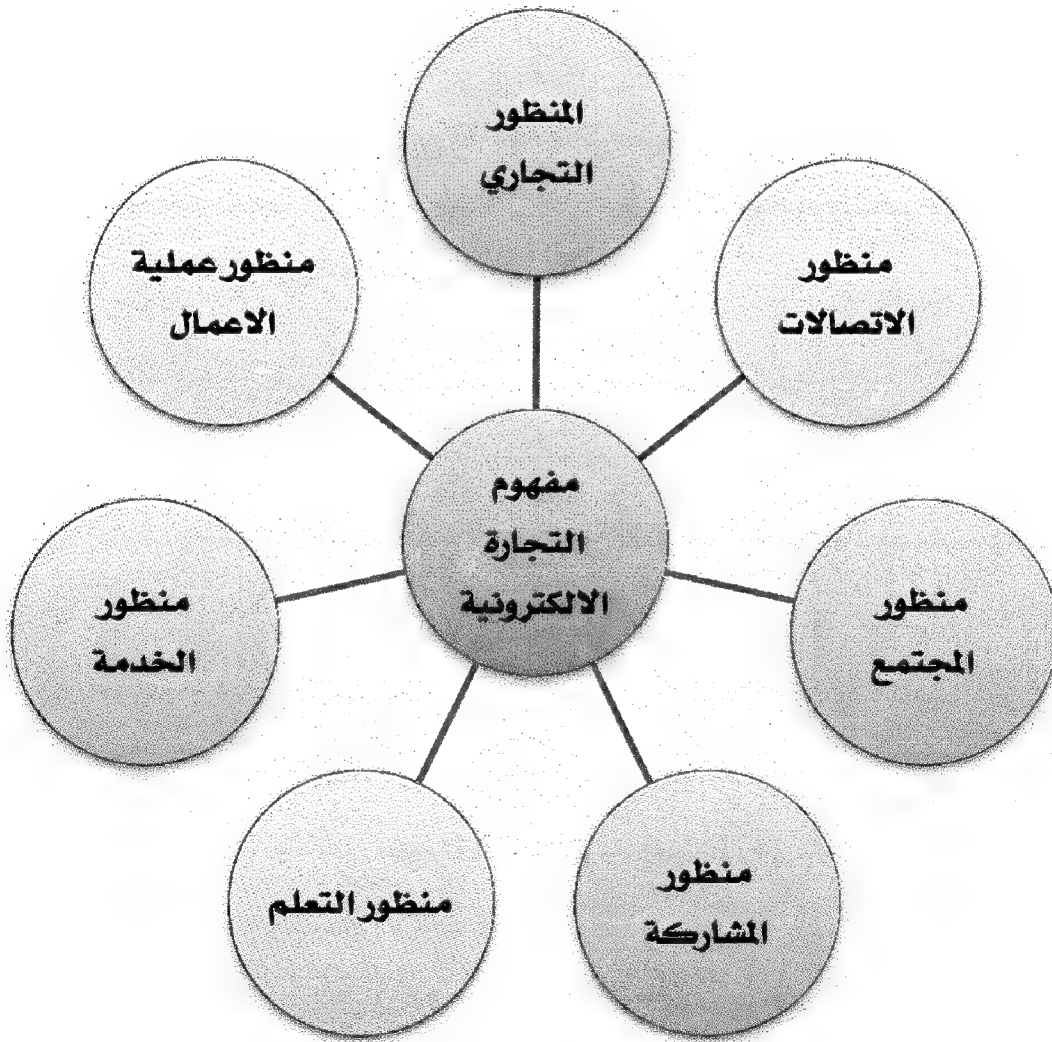 المنظور
التجاري
منظور
الاتصالات
منظور
المجتمع
منظور
المشاركة
منظور التعلم
منظور
الخدمة
منظور عملية
الاعمال
مفهوم
التجارة
الالكترونية